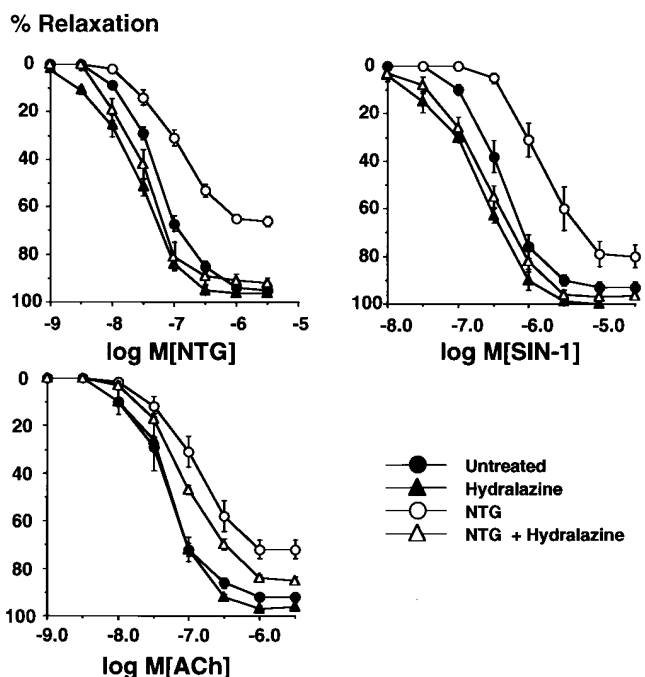 % Relaxation
0
20
40
60
80
100
-9 -8 -7 -6 -5
log M[NTG]
0
20
40
60
80
100
-8.0 -7.0 -6.0 -5.0
log M[SIN-1]
0
20
40
60
80
100
-9.0 -8.0 -7.0 -6.0
log M[ACh]
Untreated
Hydralazine
NTG
NTG + Hydralazine